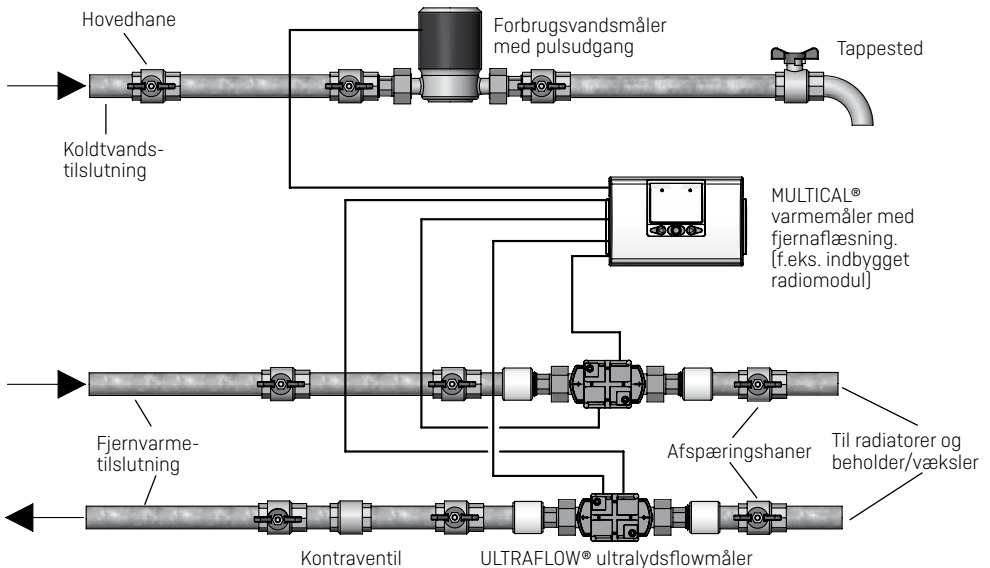 Hovedhane
Forbrugsvandsmåler
med pulsudgang
Tappested
Koldtvands-
tilslutning
MULTICAL®
varmemåler med
fjernaflæsning.
(f.eks. indbygget
radiomodul)
Fjernvarme-
tilslutning
Afspæringshaner
Til radiatorer og
beholder/væksler
Kontraventil
ULTRAFLOW® ultralydsflowmåler